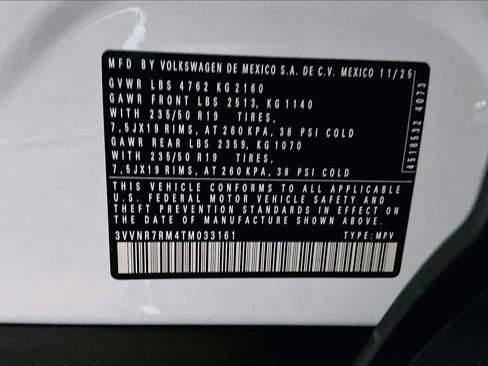 MFD BY VOLKSWAGEN DE MEXICO S.A. DE C.V. MEXICO 11/25
GVWR LBS 4762 KG 2160
GAWR FRONT LBS 2513, KG 1140
WITH 235/50 R19 TIRES,
7,5JX19 RIMS, AT 260 KPA, 38 PSI COLD
GAWR REAR LBS 2359, KG 1070
WITH 235/50 R19 TIRES,
7,5JX19 RIMS, AT 260 KPA, 38 PSI COLD
THIS VEHICLE CONFORMS TO ALL APPLICABLE
U.S. FEDERAL MOTOR VEHICLE SAFETY AND
THEFT PREVENTION STANDARDS IN EFFECT ON
THE DATE OF MANUFACTURE SHOWN ABOVE.
3VVNR7RM4TM033161 TYPE: MPV
4518532 4073